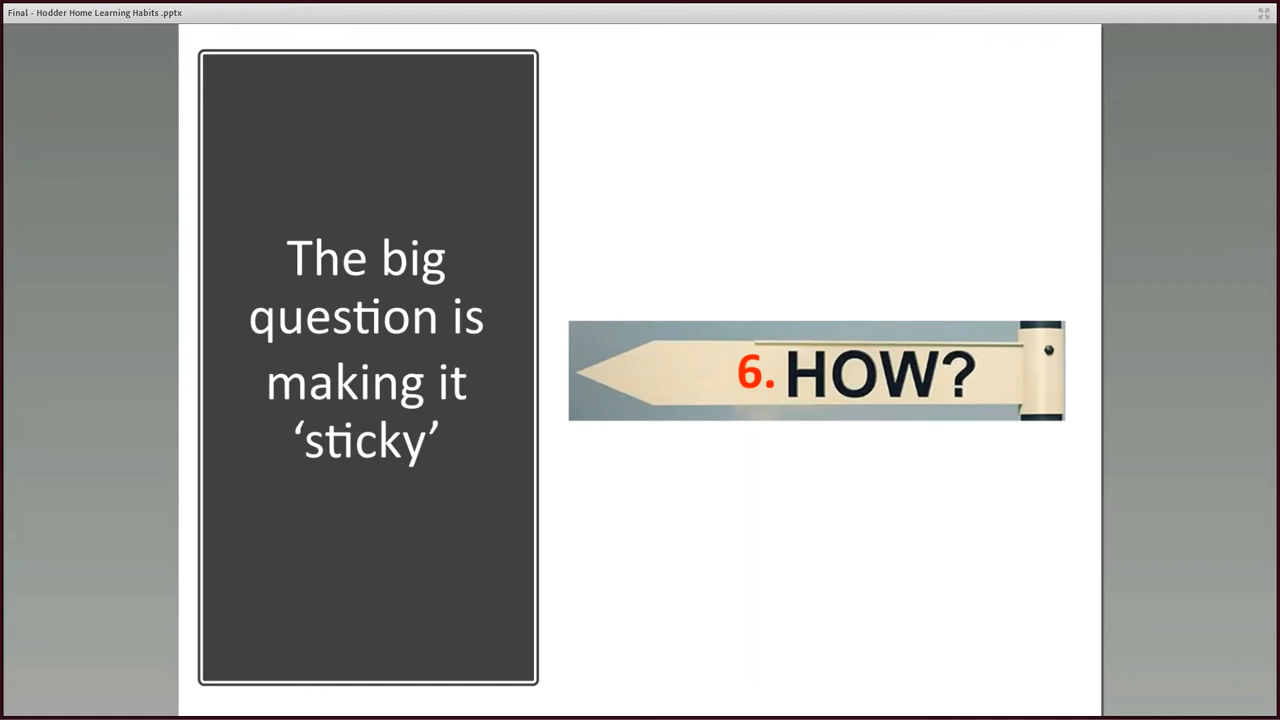 Final - Hodder Home Learning Habits .pptx
The big
question is
making it
‘sticky’
6. HOW?